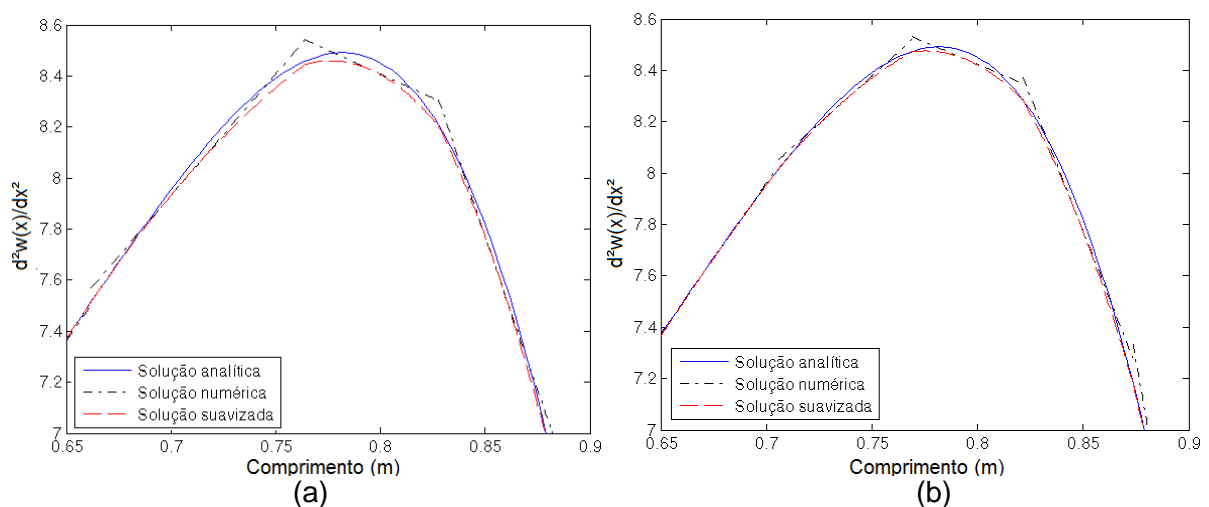 8.6
8.4
8.2
8
7.8
7.6
7.4
7.2
7
d²w(x)/dx²
Solução analítica
Solução numérica
Solução suavizada
0.65 0.7 0.75 0.8 0.85 0.9
Comprimento (m)
(a)
8.6
8.4
8.2
8
7.8
7.6
7.4
7.2
7
d²w(x)/dx²
Solução analítica
Solução numérica
Solução suavizada
0.65 0.7 0.75 0.8 0.85 0.9
Comprimento (m)
(b)